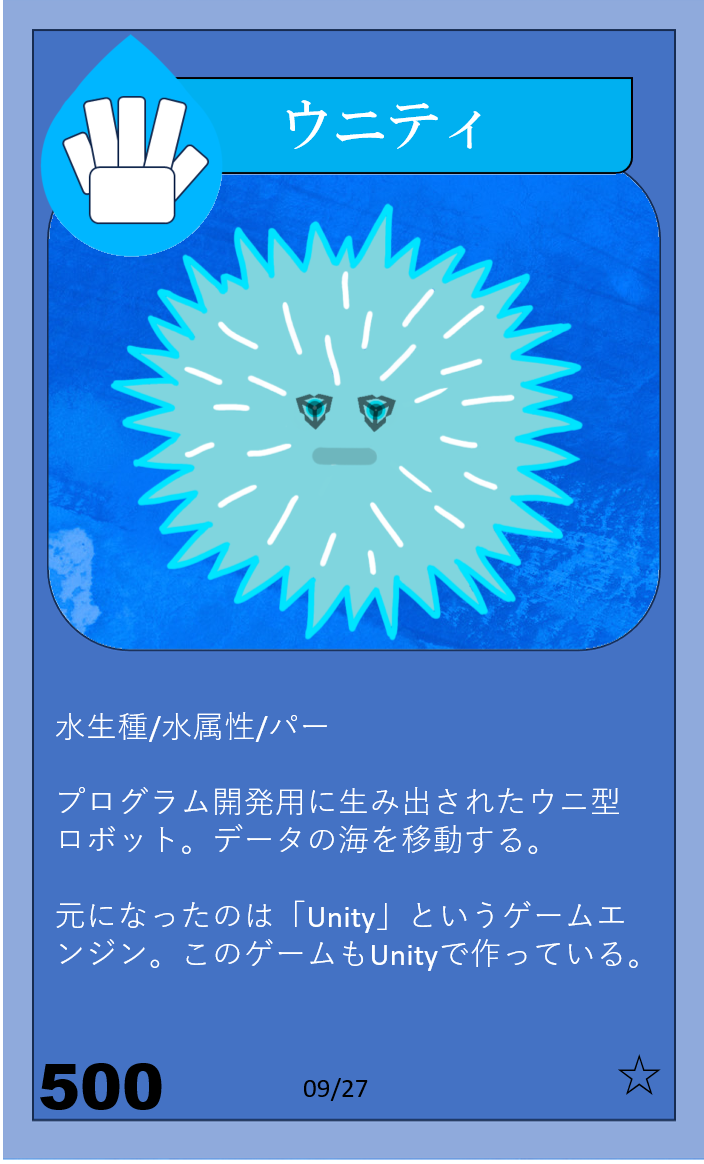 ウニティ
水生種/水属性/パー
プログラム開発用に生み出されたウニ型
ロボット。データの海を移動する。
元になったのは「Unity」というゲームエ
ンジン。このゲームもUnityで作っている。
500
09/27
☆